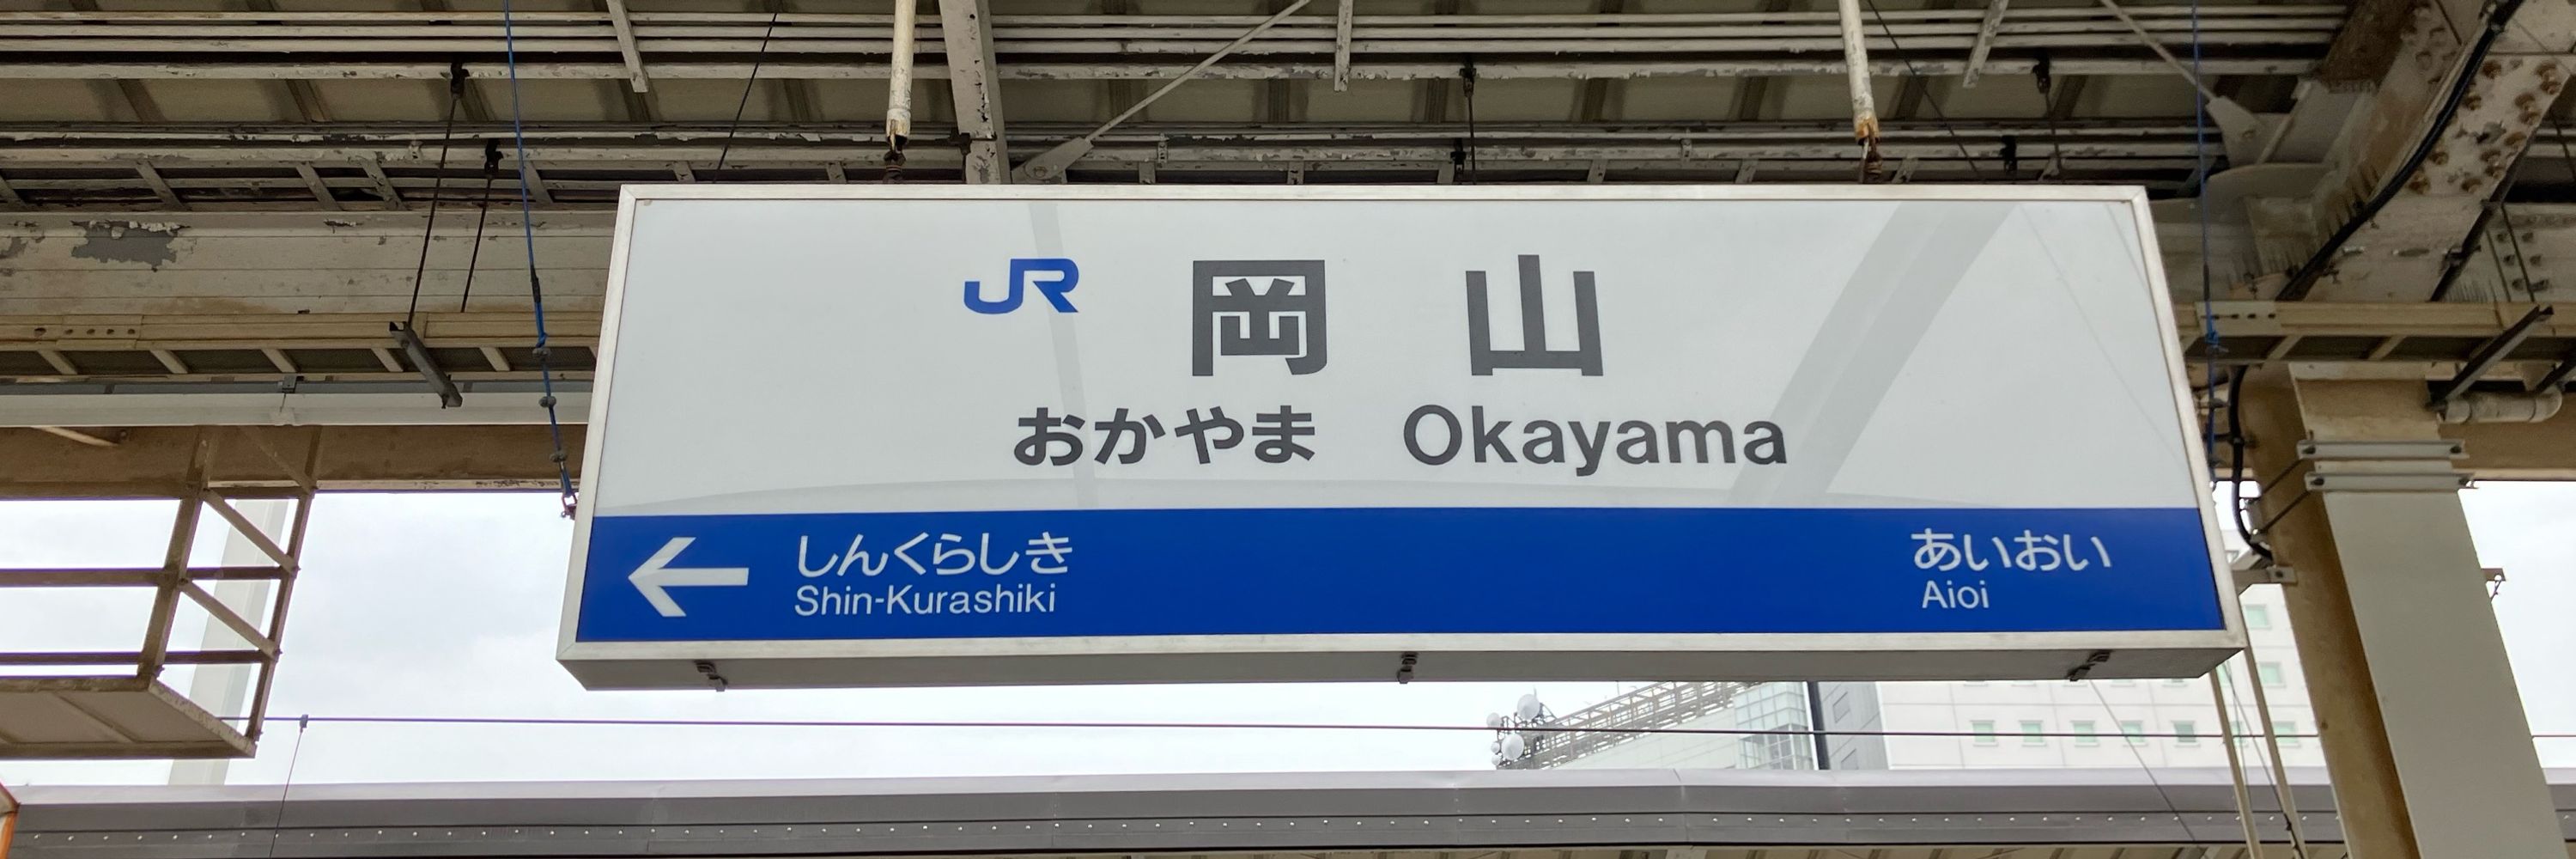 JR 岡山
おかやま Okayama
← しんくらしき あいおい
Shin-Kurashiki Aioi